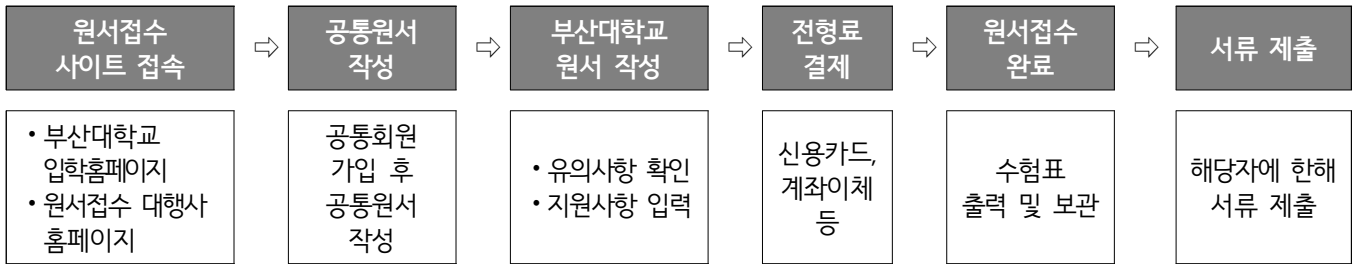 원서접수
사이트 접속
⇨
공통원서
작성
⇨
부산대학교
원서 작성
⇨
전형료
결제
⇨
원서접수
완료
⇨
서류 제출
•부산대학교
입학홈페이지
•원서접수 대행사
홈페이지
공통회원
가입 후
공통원서
작성
•유의사항 확인
•지원사항 입력
신용카드,
계좌이체
등
수험표
출력 및 보관
해당자에 한해
서류 제출